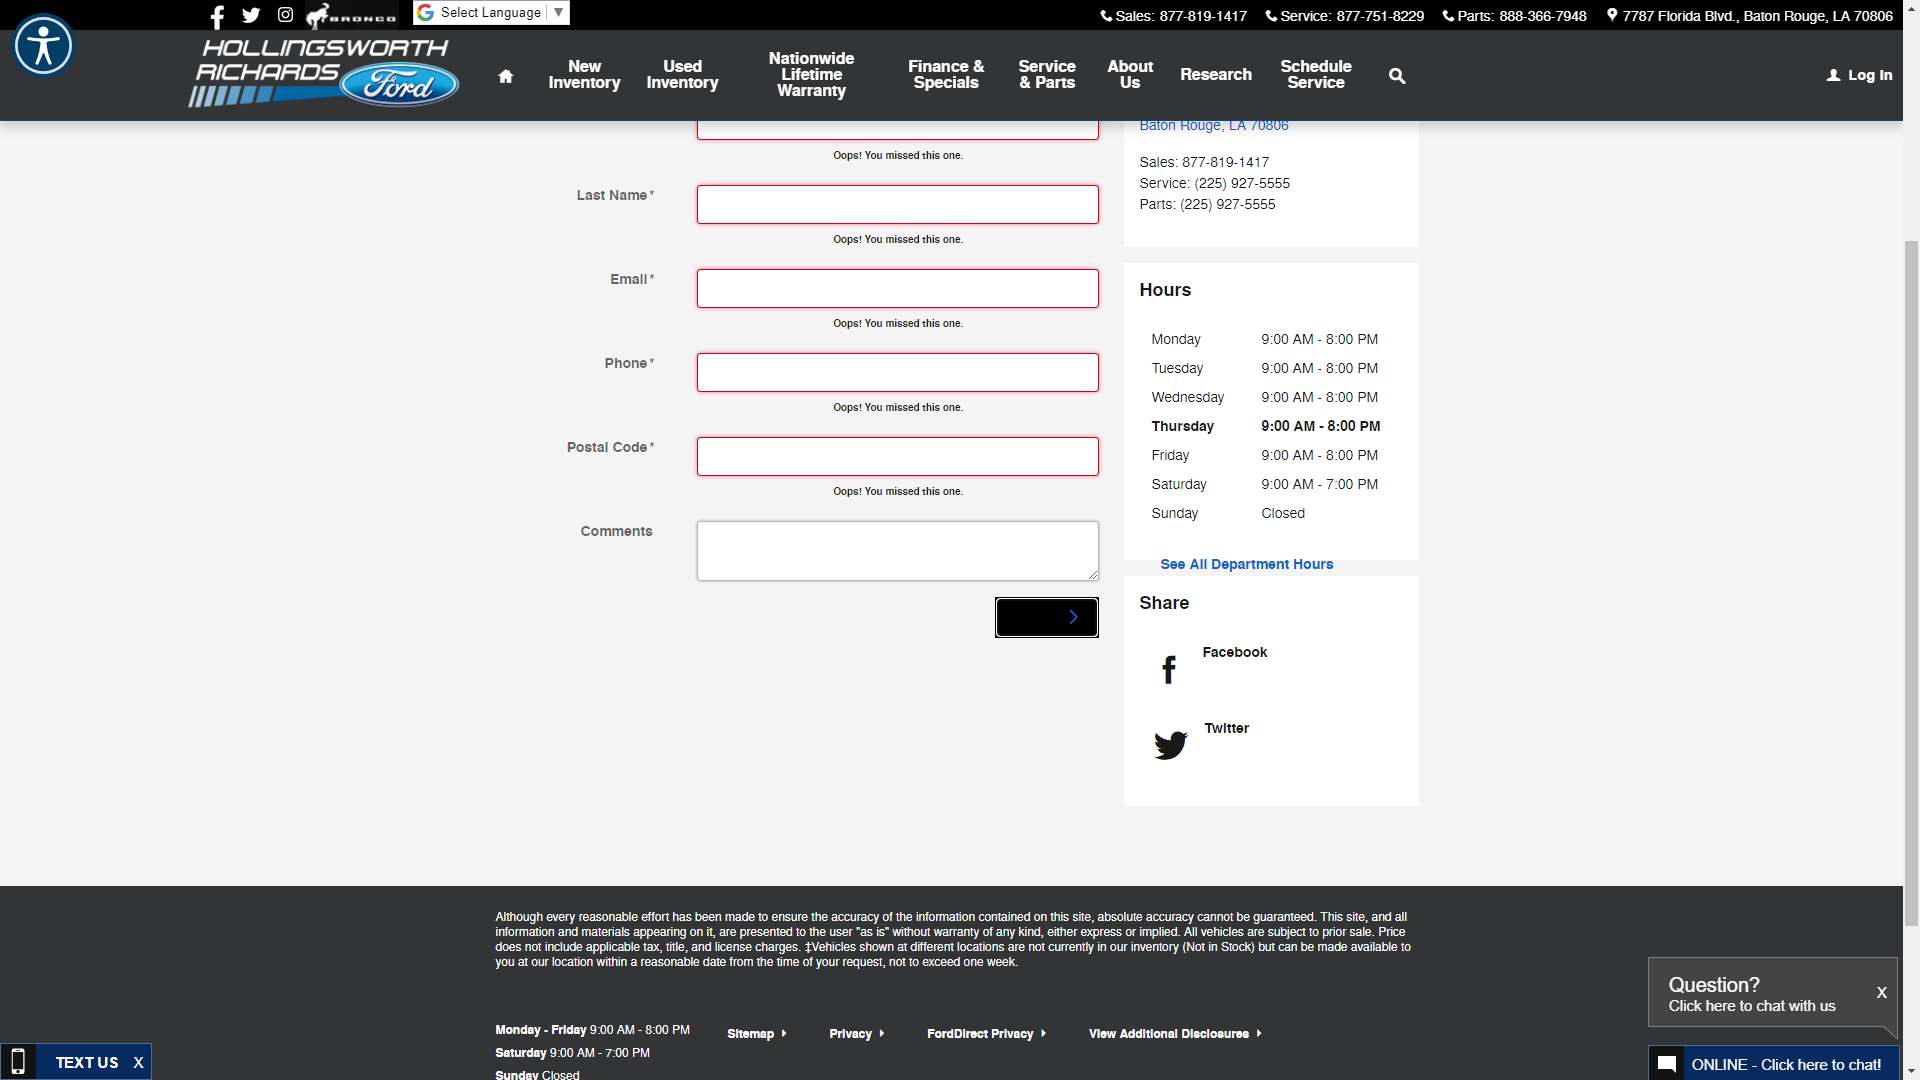 BRONCO
Select Language ▼
Sales: 877-819-1417
Service: 877-751-8229
Parts: 888-366-7948
7787 Florida Blvd., Baton Rouge, LA 70806
HOLLINGSWORTH
RICHARDS
Ford
New
Inventory
Used
Inventory
Nationwide
Lifetime
Warranty
Finance &
Specials
Service
& Parts
About
Us
Research
Schedule
Service
Log In
Oops! You missed this one.
Last Name*
Oops! You missed this one.
Email*
Oops! You missed this one.
Phone*
Oops! You missed this one.
Postal Code*
Oops! You missed this one.
Comments
Baton Rouge, LA 70806
Sales: 877-819-1417
Service: (225) 927-5555
Parts: (225) 927-5555
Hours
Monday 9:00 AM - 8:00 PM
Tuesday 9:00 AM - 8:00 PM
Wednesday 9:00 AM - 8:00 PM
Thursday 9:00 AM - 8:00 PM
Friday 9:00 AM - 8:00 PM
Saturday 9:00 AM - 7:00 PM
Sunday Closed
See All Department Hours
Share
Facebook
Twitter
Although every reasonable effort has been made to ensure the accuracy of the information contained on this site, absolute accuracy cannot be guaranteed. This site, and all
information and materials appearing on it, are presented to the user "as is" without warranty of any kind, either express or implied. All vehicles are subject to prior sale. Price
does not include applicable tax, title, and license charges. ‡Vehicles shown at different locations are not currently in our inventory (Not in Stock) but can be made available to
you at our location within a reasonable date from the time of your request, not to exceed one week.
Monday - Friday 9:00 AM - 8:00 PM
Saturday 9:00 AM - 7:00 PM
Sunday Closed
Sitemap
Privacy
FordDirect Privacy
View Additional Disclosures
Question?
Click here to chat with us
X
TEXT US X
ONLINE - Click here to chat!